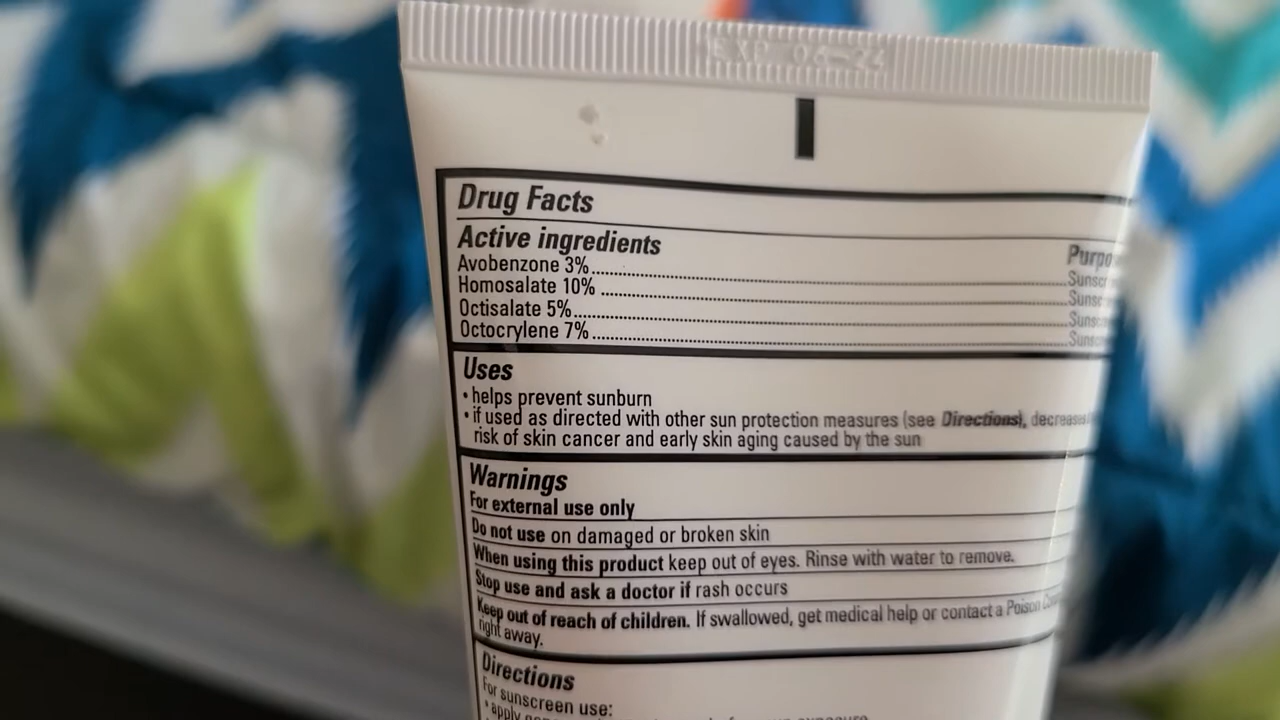 EXP 06-22
Drug Facts
Active ingredients
Avobenzone 3%
Homosalate 10%
Octisalate 5%
Octocrylene 7%
Uses
• helps prevent sunburn
• if used as directed with other sun protection measures (see Directions), decreases
risk of skin cancer and early skin aging caused by the sun
Warnings
For external use only
Do not use on damaged or broken skin
When using this product keep out of eyes. Rinse with water to remove.
Stop use and ask a doctor if rash occurs
Keep out of reach of children. If swallowed, get medical help or contact a Poison
right away.
Directions
For sunscreen use:
• apply